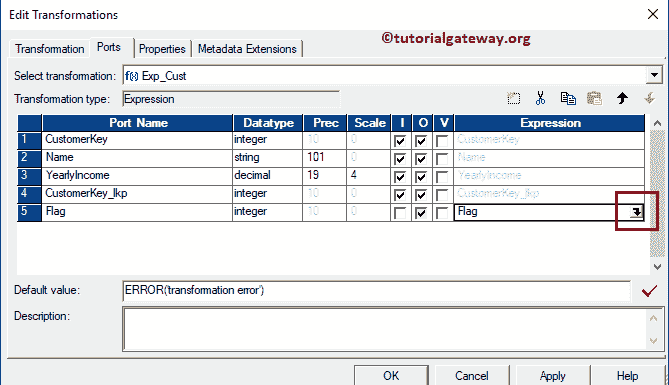 Edit Transformations
Transformation Ports Properties Metadata Extensions
©tutorialgateway.org
Select transformation: f(x) Exp_Cust
Transformation type: Expression
Port Name Datatype Prec Scale I O V Expression
1 CustomerKey integer 10 0 CustomerKey
2 Name string 101 0 Name
3 YearlyIncome decimal 19 4 YearlyIncome
4 CustomerKey_lkp integer 10 0 CustomerKey_lkp
5 Flag integer 10 0 Flag
Default value: ERROR('transformation error')
Description:
OK Cancel Apply Help